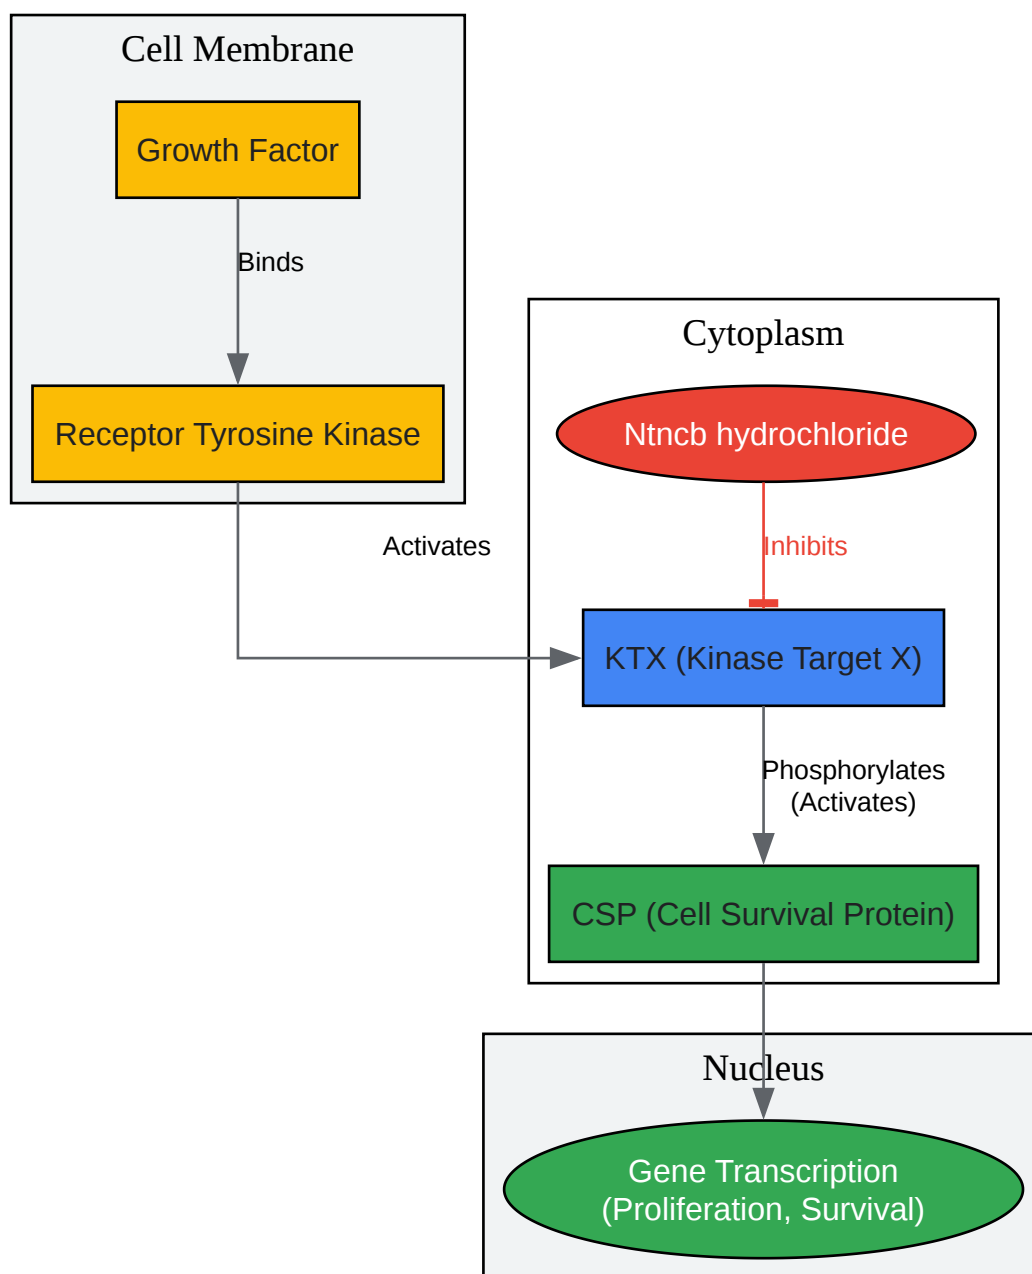 Cell Membrane
Growth Factor
Binds
Receptor Tyrosine Kinase
Activates
Cytoplasm
Ntncb hydrochloride
Inhibits
KTX (Kinase Target X)
Phosphorylates
(Activates)
CSP (Cell Survival Protein)
Nucleus
Gene Transcription
(Proliferation, Survival)